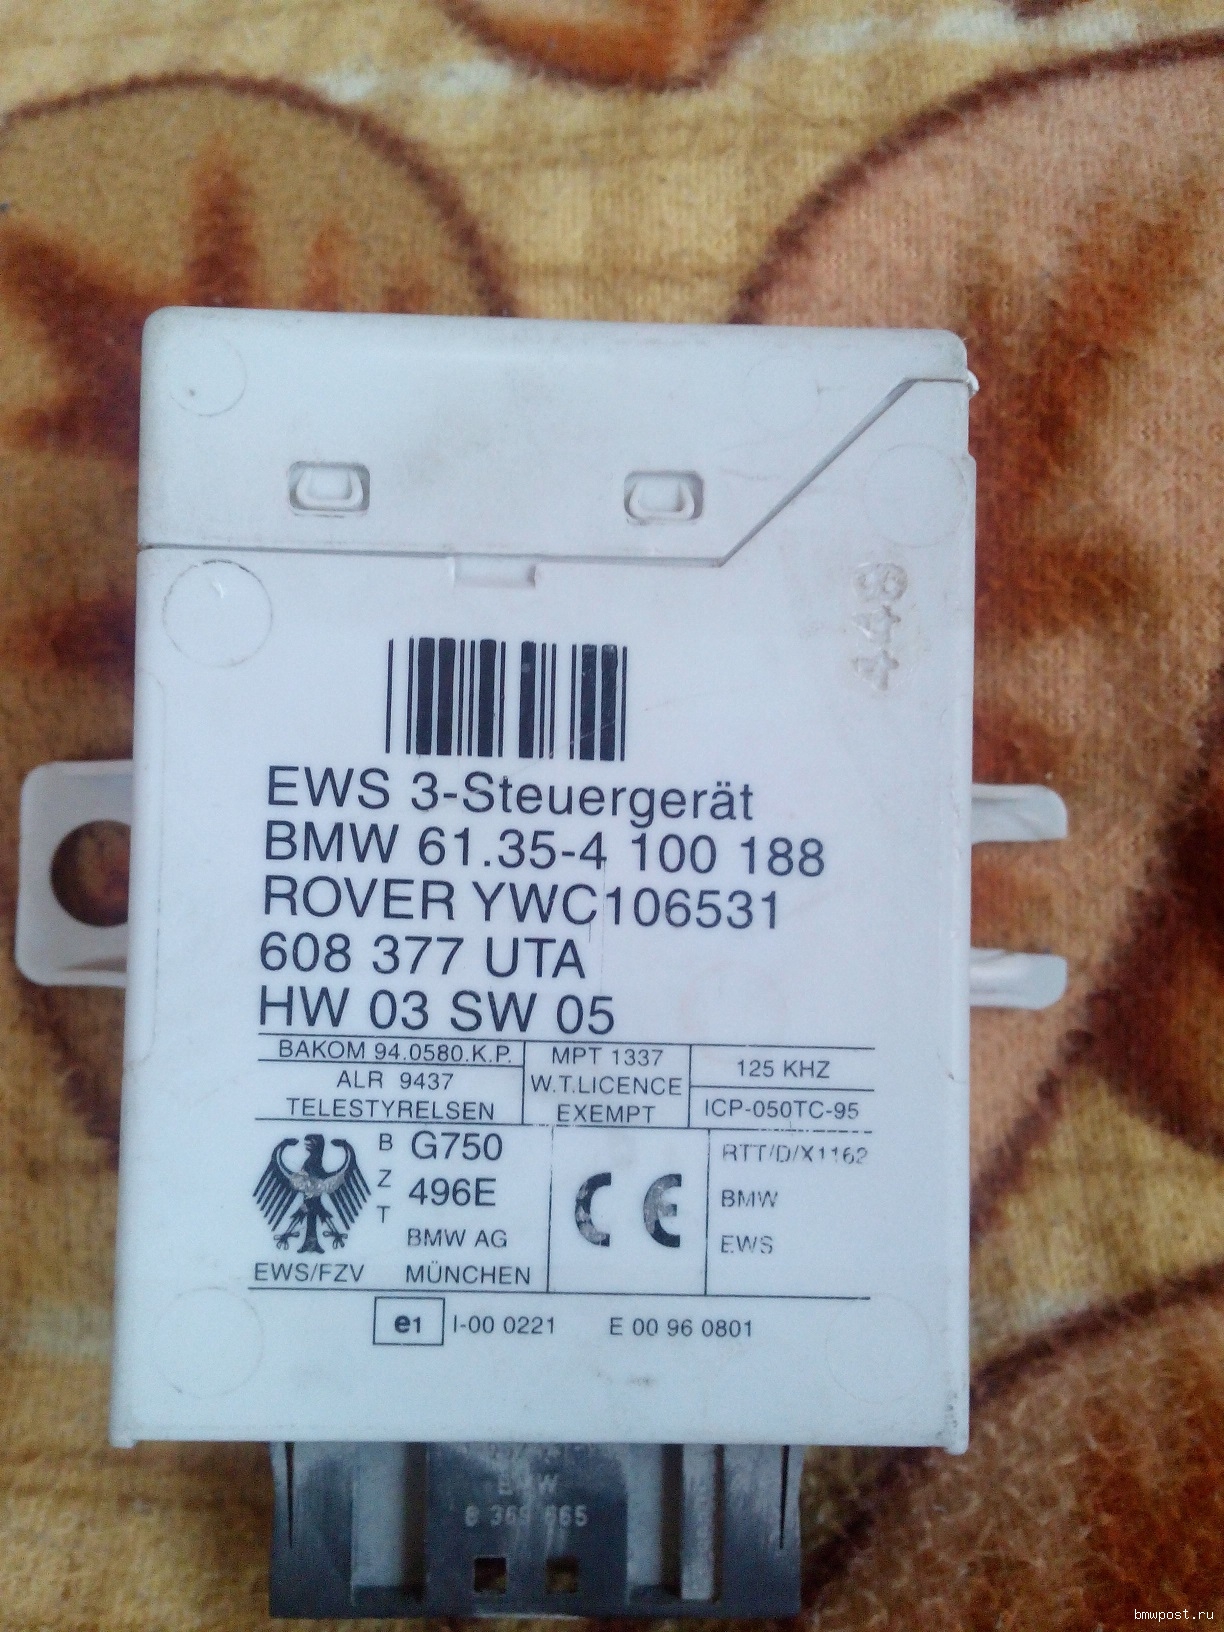 844
EWS 3-Steuergerät
BMW 61.35-4 100 188
ROVER YWC106531
608 377 UTA
HW 03 SW 05
BAKOM 94.0580.K.P.
ALR 9437
TELESTYRELSEN
MPT 1337
W.T.LICENCE
EXEMPT
125 KHZ
ICP-050TC-95
B Z T
G750
496E
BMW AG
MÜNCHEN
EWS/FZV
CE
RTT/D/X1162
BMW
EWS
e1 I-00 0221 E 00 96 0801
BMW
bmwpost.ru